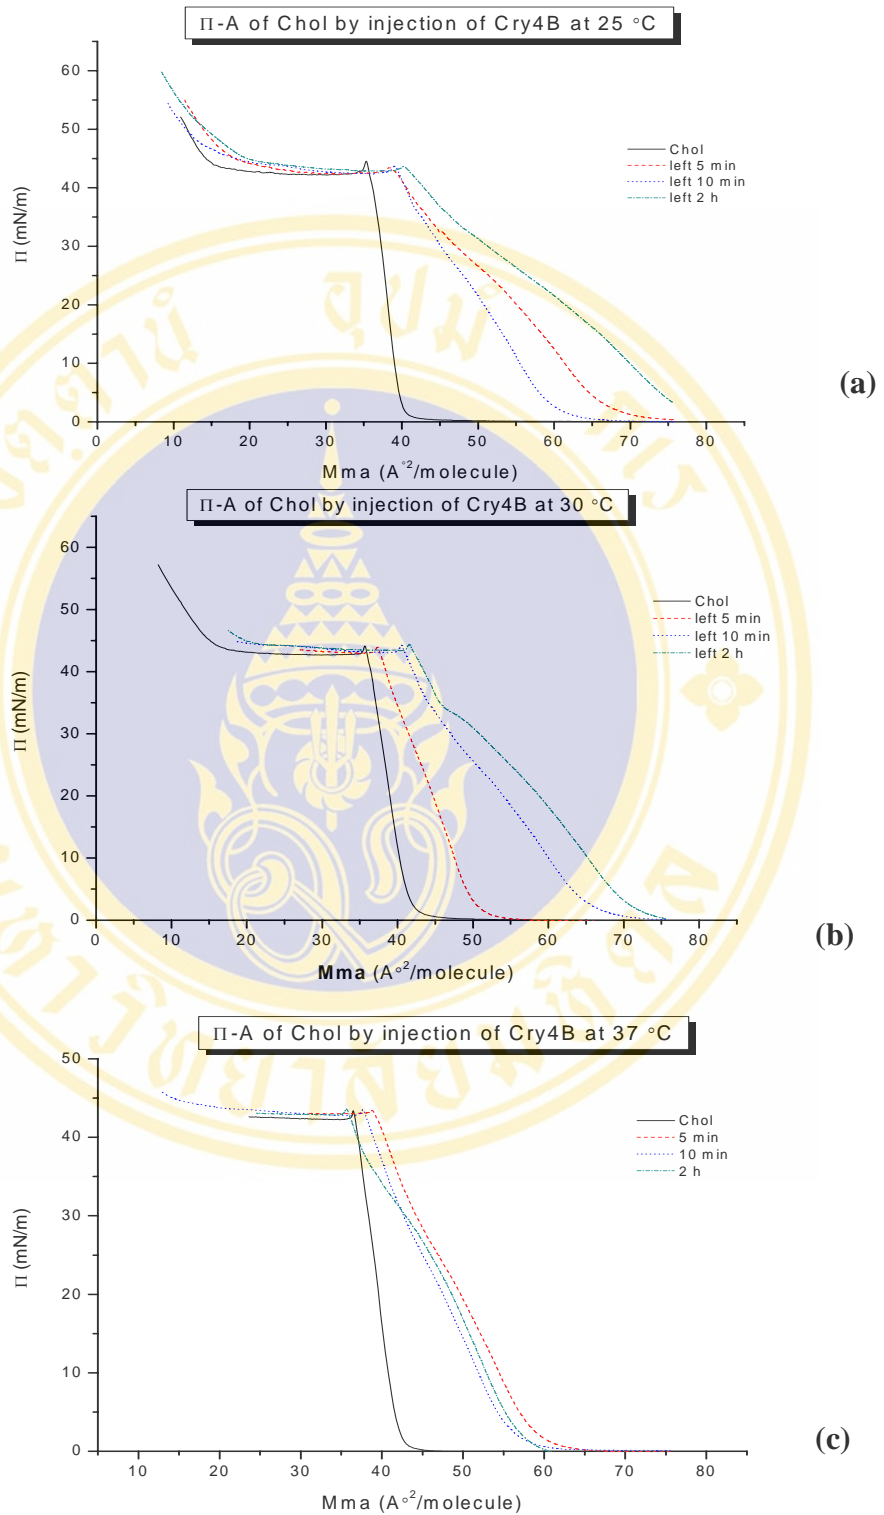 Π-A of Chol by injection of Cry4B at 25 °C
60
50
40
30
20
10
0
Π (mN/m)
Chol
left 5 min
left 10 min
left 2 h
0 10 20 30 40 50 60 70 80
Mma (A°2/molecule)
(a)
Π-A of Chol by injection of Cry4B at 30 °C
60
50
40
30
20
10
0
Π (mN/m)
Chol
left 5 min
left 10 min
left 2 h
0 10 20 30 40 50 60 70 80
Mma (A°2/molecule)
(b)
Π-A of Chol by injection of Cry4B at 37 °C
50
40
30
20
10
0
Π (mN/m)
Chol
5 min
10 min
2 h
10 20 30 40 50 60 70 80
Mma (A°2/molecule)
(c)